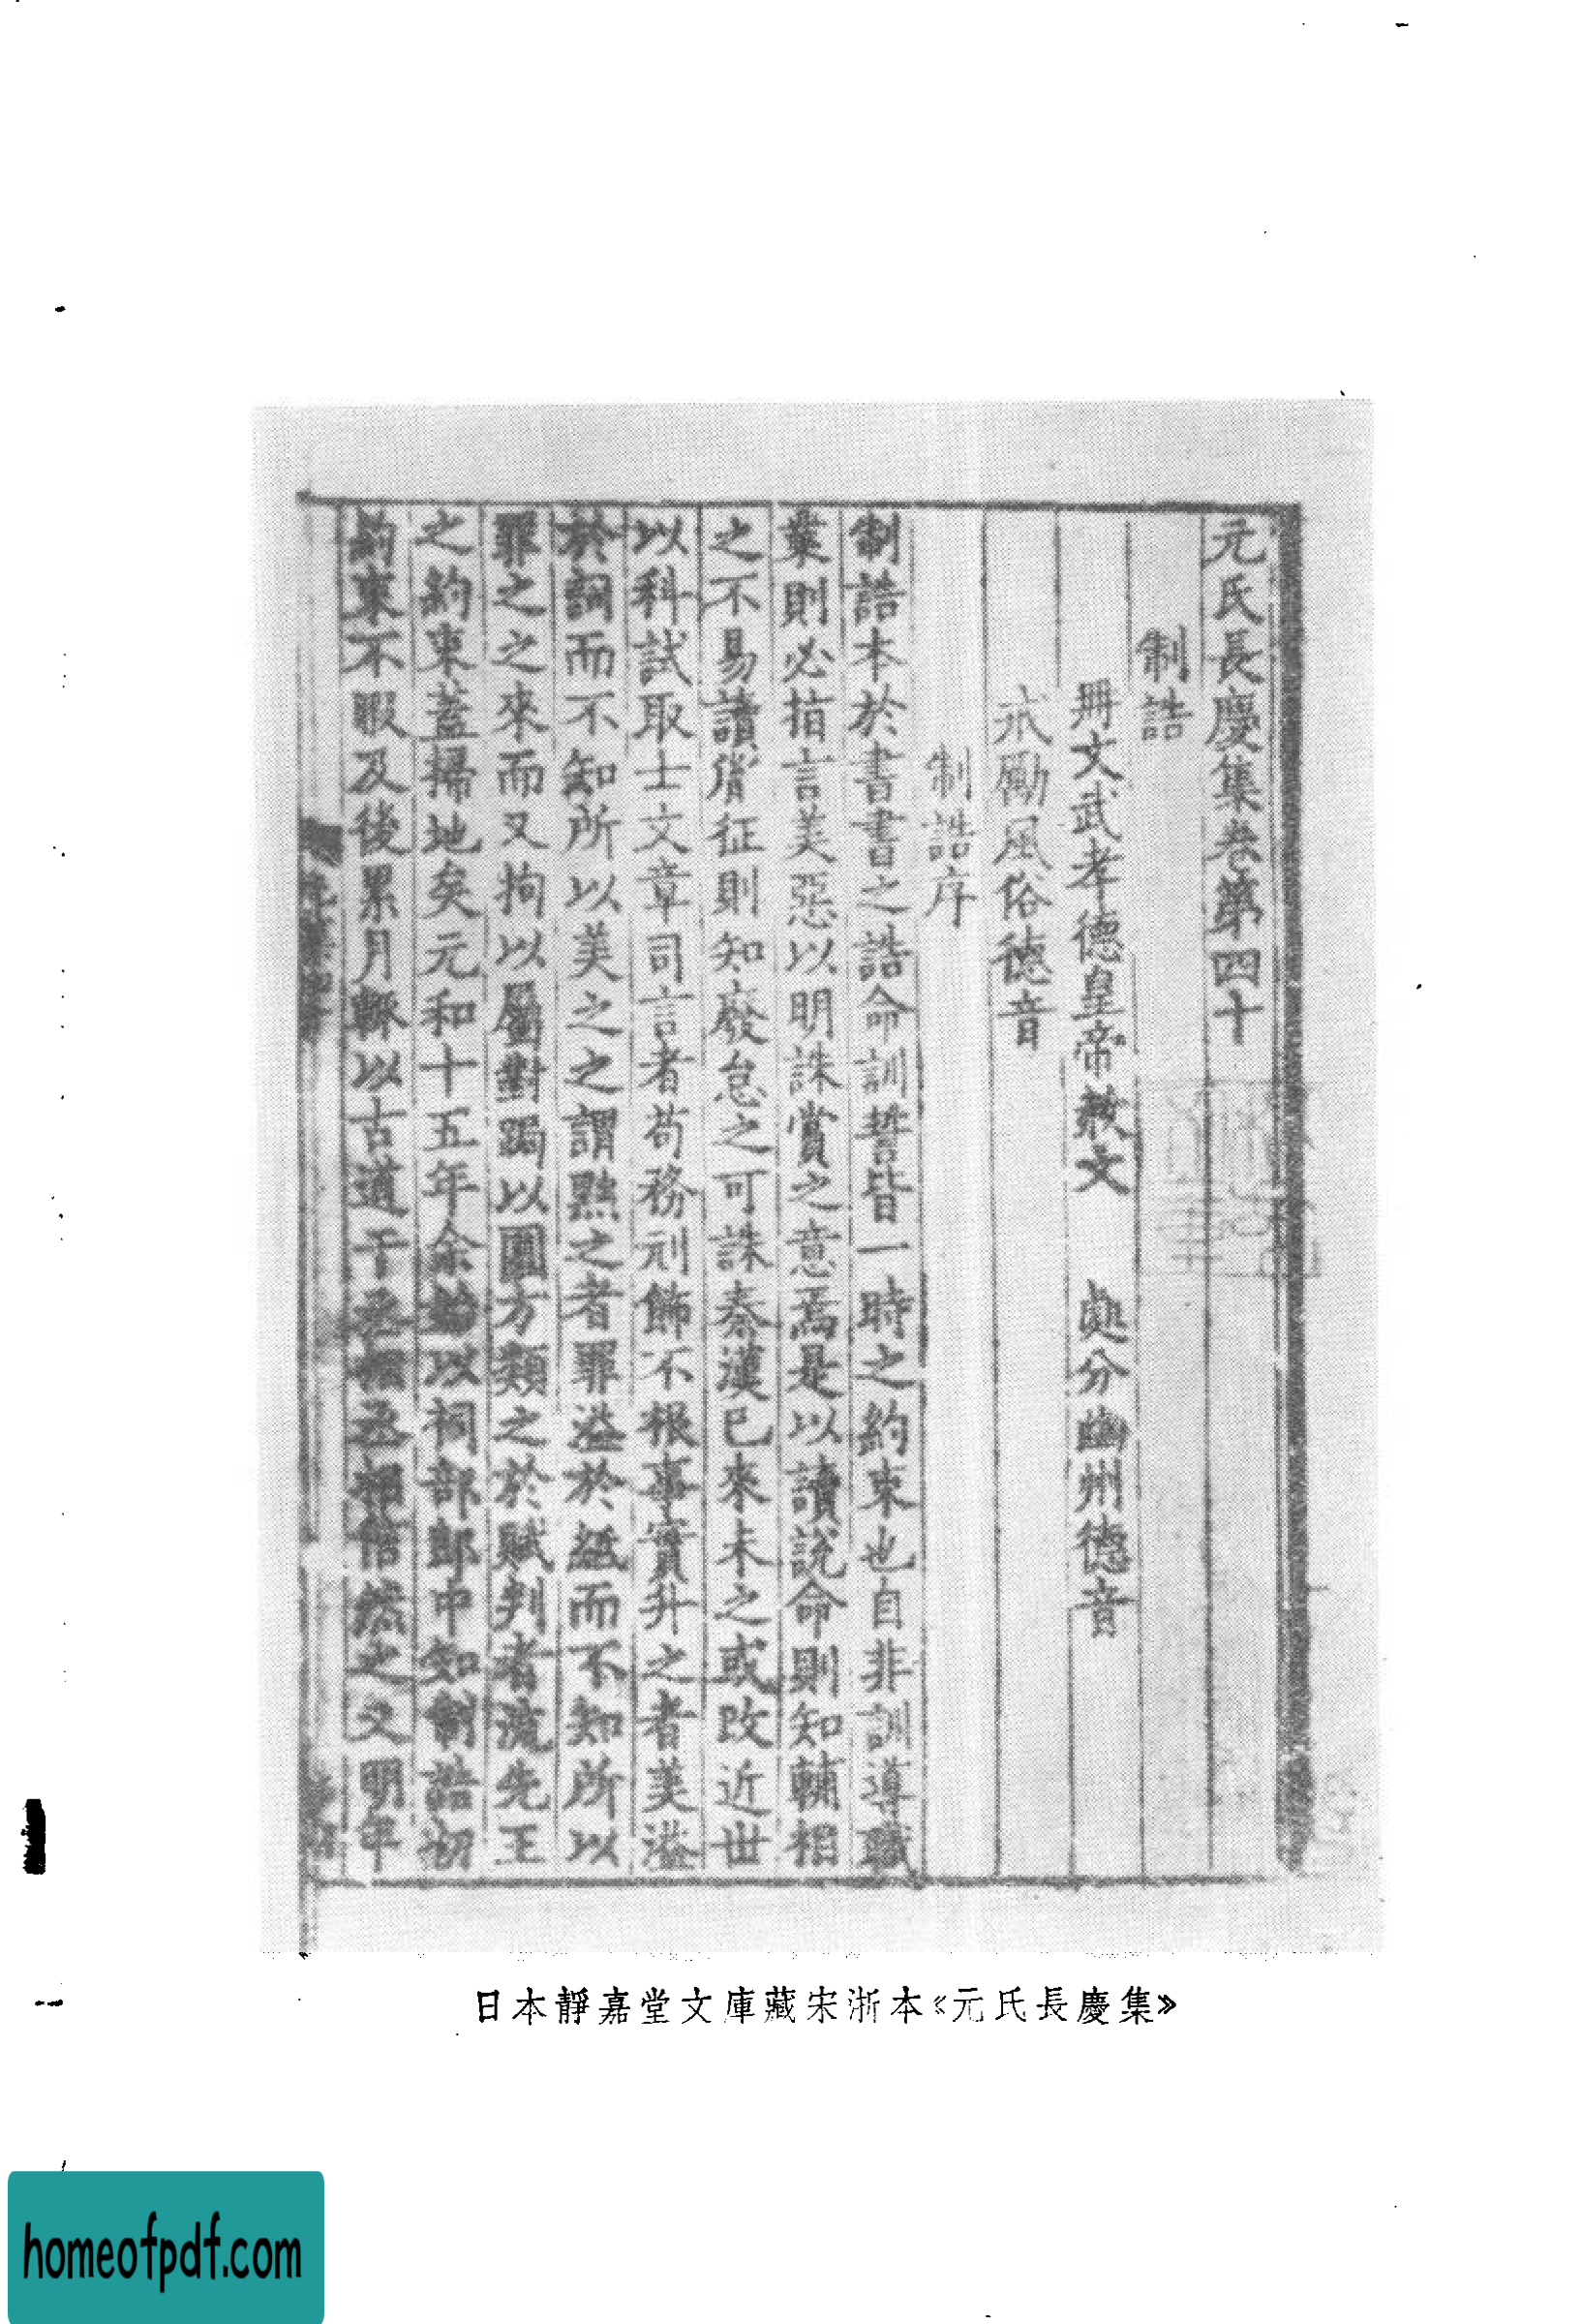 元氏長慶集卷第四十
制誥
冊文武孝德皇帝赦文 處分幽州德音
戒勵風俗德音
制誥序
制誥本於書書之誥命訓誓皆一時之約束也自非訓導職
業則必指言美惡以明誅賞之意焉是以讀說命則知輔相
之不易讀胤征則知廢怠之可誅秦漢已來未之或改近世
以科試取士文章司言者苟務刓飾不根事實升之者美溢
於詞而不知所以美之之謂黜之者罪溢於紙而不知所以
罪之之來而又拘以屬對跼以圓方類之於賦判者流先王
之約束蓋掃地矣元和十五年余始以祠部郎中知制誥初
約束不暇及後累月輒以古道干丞相丞相信然之又明年
日本靜嘉堂文庫藏宋浙本《元氏長慶集》
homeofpdf.com